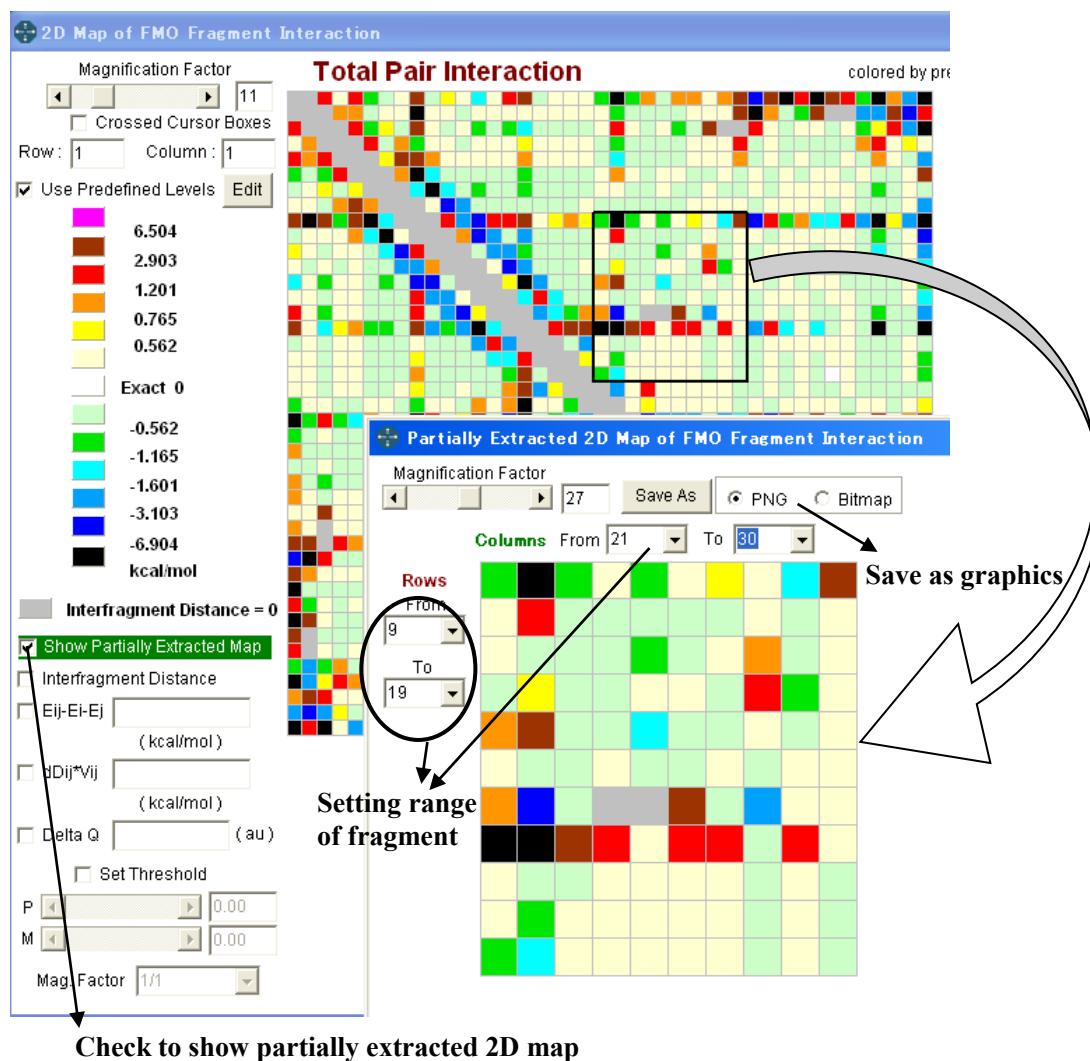 2D Map of FMO Fragment Interaction
Magnification Factor
11
Crossed Cursor Boxes
Row : 1 Column : 1
Use Predefined Levels Edit
6.504
2.903
1.201
0.765
0.562
Exact 0
-0.562
-1.165
-1.601
-3.103
-6.904
kcal/mol
Interfragment Distance = 0
Show Partially Extracted Map
Interfragment Distance
Eij-Ei-Ej
( kcal/mol )
dDij*Vij
( kcal/mol )
Delta Q ( au )
Set Threshold
P 0.00
M 0.00
Mag. Factor 1/1
Total Pair Interaction
colored by pre
Partially Extracted 2D Map of FMO Fragment Interaction
Magnification Factor
27 Save As PNG Bitmap
Columns From 21 To 30
Rows
From
9
To
19
Save as graphics
Setting range
of fragment
Check to show partially extracted 2D map